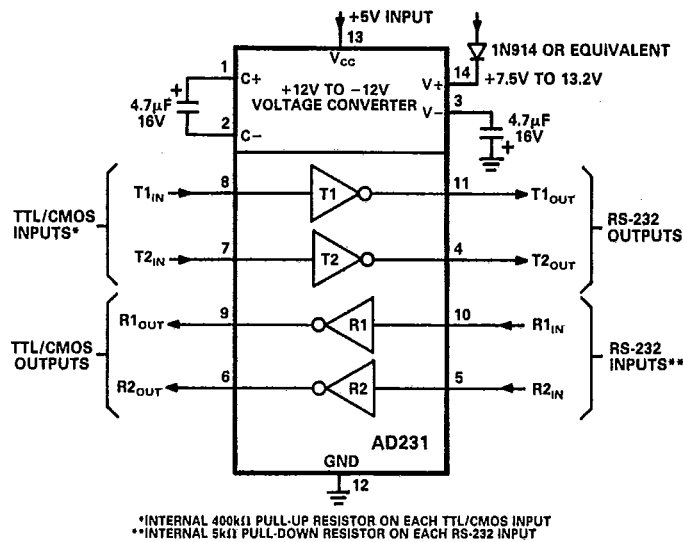 +5V INPUT
13
VCC
1N914 OR EQUIVALENT
1
C+
+12V TO −12V
VOLTAGE CONVERTER
V+
14
+7.5V TO 13.2V
+
4.7µF
16V
2
C−
V−
3
4.7µF
16V
+
TTL/CMOS
INPUTS*
T1IN
8
T1
11
T1OUT
RS-232
OUTPUTS
T2IN
7
T2
4
T2OUT
TTL/CMOS
OUTPUTS
R1OUT
9
R1
10
R1IN
RS-232
INPUTS**
R2OUT
6
R2
5
R2IN
AD231
GND
12
*INTERNAL 400kΩ PULL-UP RESISTOR ON EACH TTL/CMOS INPUT
**INTERNAL 5kΩ PULL-DOWN RESISTOR ON EACH RS-232 INPUT